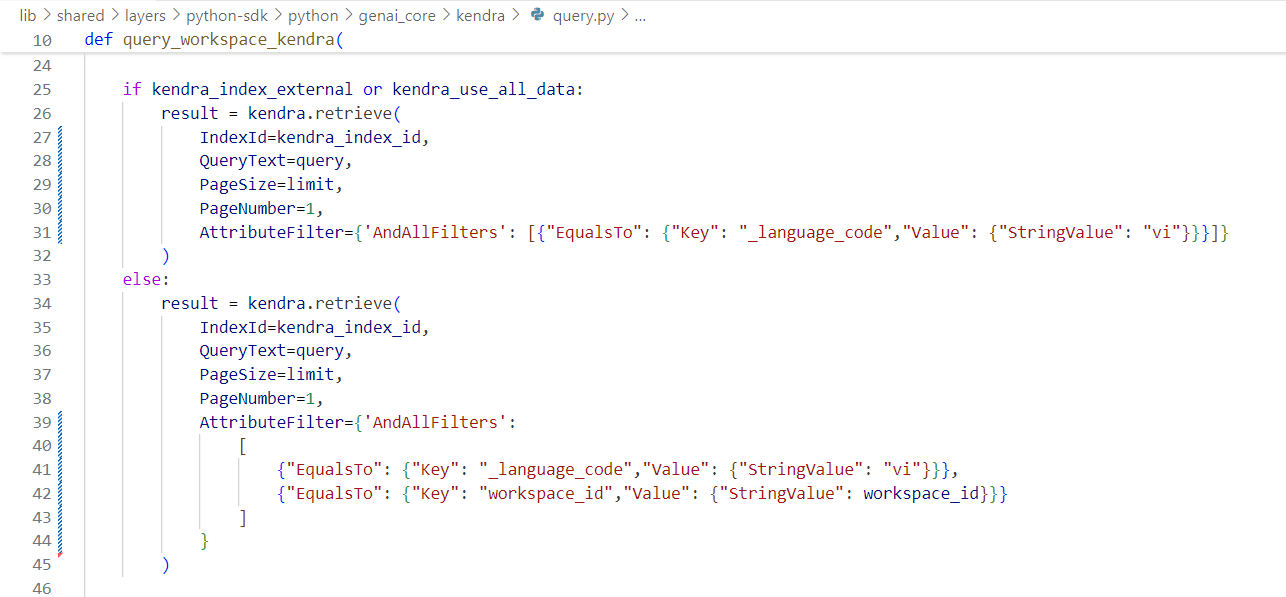 lib > shared > layers > python-sdk > python > genai_core > kendra > query.py > ...
10 def query_workspace_kendra(
24
25 if kendra_index_external or kendra_use_all_data:
26 result = kendra.retrieve(
27 IndexId=kendra_index_id,
28 QueryText=query,
29 PageSize=limit,
30 PageNumber=1,
31 AttributeFilter={'AndAllFilters': [{"EqualsTo": {"Key": "_language_code","Value": {"StringValue": "vi"}}}]}
32 )
33 else:
34 result = kendra.retrieve(
35 IndexId=kendra_index_id,
36 QueryText=query,
37 PageSize=limit,
38 PageNumber=1,
39 AttributeFilter={'AndAllFilters':
40 [
41 {"EqualsTo": {"Key": "_language_code","Value": {"StringValue": "vi"}}},
42 {"EqualsTo": {"Key": "workspace_id","Value": {"StringValue": workspace_id}}}
43 ]
44 }
45 )
46